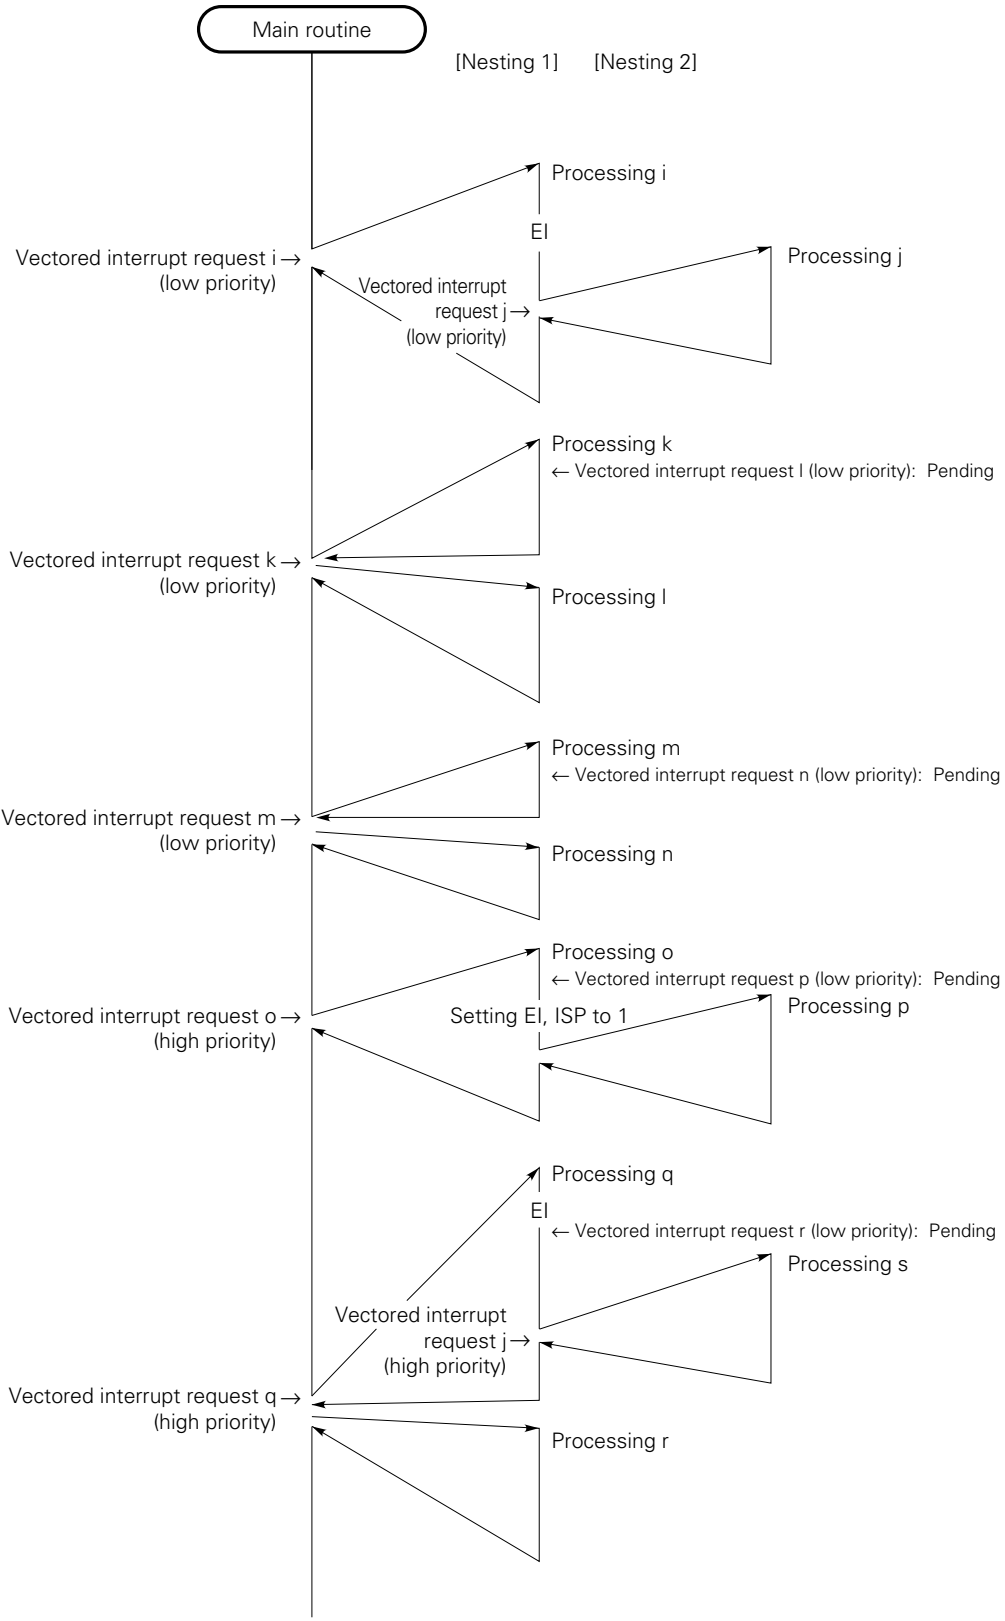 Main routine
[Nesting 1] [Nesting 2]
Processing i
EI
Vectored interrupt request i →
(low priority)
Processing j
Vectored interrupt
request j →
(low priority)
Processing k
← Vectored interrupt request l (low priority): Pending
Vectored interrupt request k →
(low priority)
Processing l
Processing m
← Vectored interrupt request n (low priority): Pending
Vectored interrupt request m →
(low priority)
Processing n
Processing o
← Vectored interrupt request p (low priority): Pending
Processing p
Vectored interrupt request o →
(high priority)
Setting EI, ISP to 1
Processing q
EI
← Vectored interrupt request r (low priority): Pending
Processing s
Vectored interrupt
request j →
(high priority)
Vectored interrupt request q →
(high priority)
Processing r